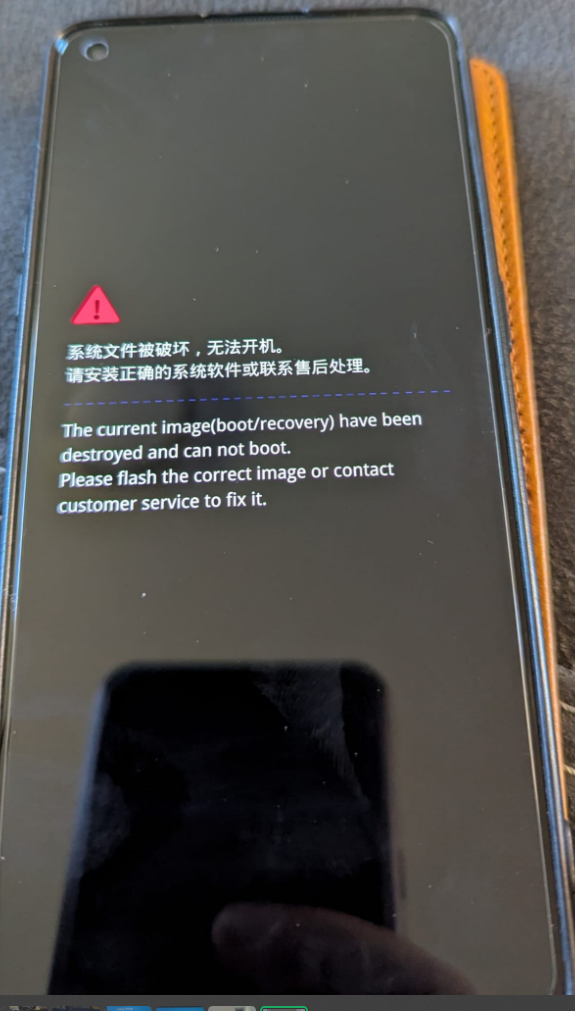 系统文件被破坏，无法开机。
请安装正确的系统软件或联系售后处理。
The current image(boot/recovery) have been
destroyed and can not boot.
Please flash the correct image or contact
customer service to fix it.